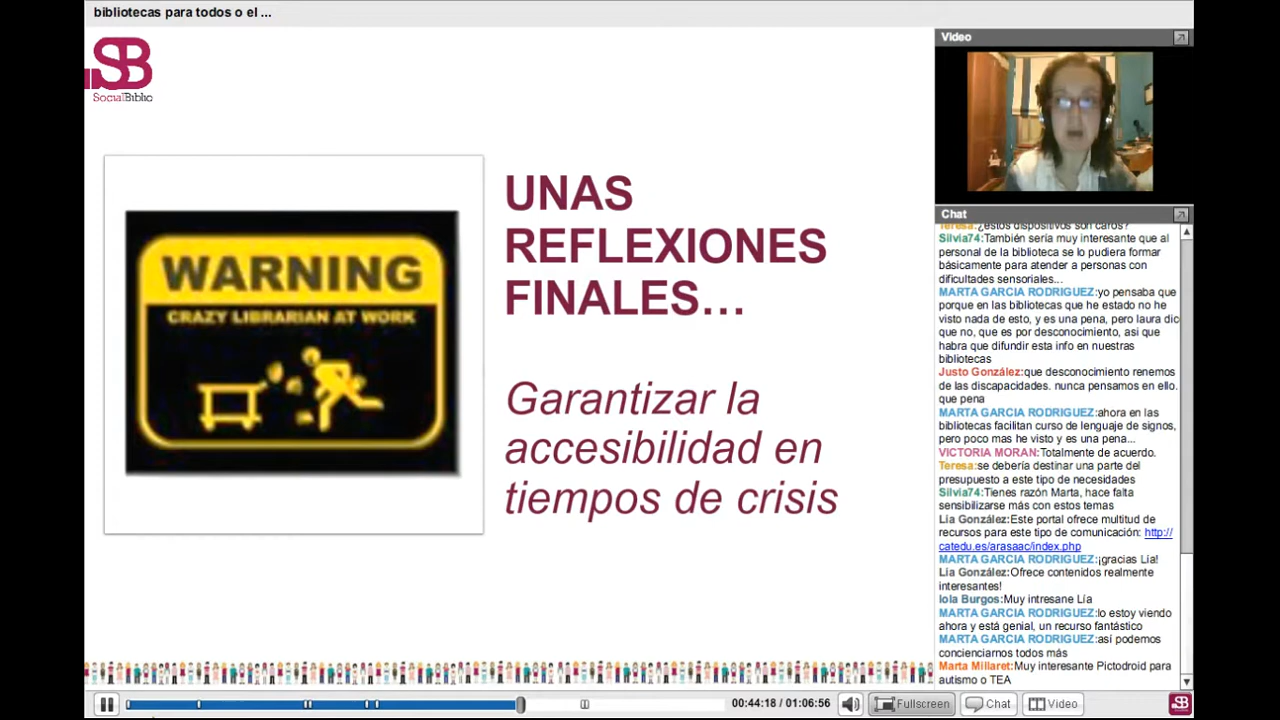 bibliotecas para todos o el ...
SB
SocialBiblio
WARNING
CRAZY LIBRARIAN AT WORK
UNAS
REFLEXIONES
FINALES…
Garantizar la
accesibilidad en
tiempos de crisis
Video
Chat
Teresa:¿estos dispositivos son caros?
Silvia74:También sería muy interesante que al
personal de la biblioteca se lo pudiera formar
básicamente para atender a personas con
dificultades sensoriales...
MARTA GARCIA RODRIGUEZ:yo pensaba que
porque en las bibliotecas que he estado no he
visto nada de esto, y es una pena, pero laura dic
que no, que es por desconocimiento, asi que
habra que difundir esta info en nuestras
bibliotecas
Justo González:que desconocimiento renemos
de las discapacidades. nunca pensamos en ello.
que pena
MARTA GARCIA RODRIGUEZ:ahora en las
bibliotecas facilitan curso de lenguaje de signos,
pero poco mas he visto y es una pena...
VICTORIA MORAN:Totalmente de acuerdo.
Teresa:se debería destinar una parte del
presupuesto a este tipo de necesidades
Silvia74:Tienes razón Marta, hace falta
sensibilizarse más con estos temas
Lia González:Este portal ofrece multitud de
recursos para este tipo de comunicación: http://
catedu.es/arasaac/index.php
MARTA GARCIA RODRIGUEZ:¡gracias Lia!
Lia González:Ofrece contenidos realmente
interesantes!
lola Burgos:Muy intresane Lía
MARTA GARCIA RODRIGUEZ:lo estoy viendo
ahora y está genial, un recurso fantástico
MARTA GARCIA RODRIGUEZ:así podemos
concienciarnos todos más
Marta Millaret:Muy interesante Pictodroid para
autismo o TEA
00:44:18 / 01:06:56
Fullscreen
Chat
Video
SB